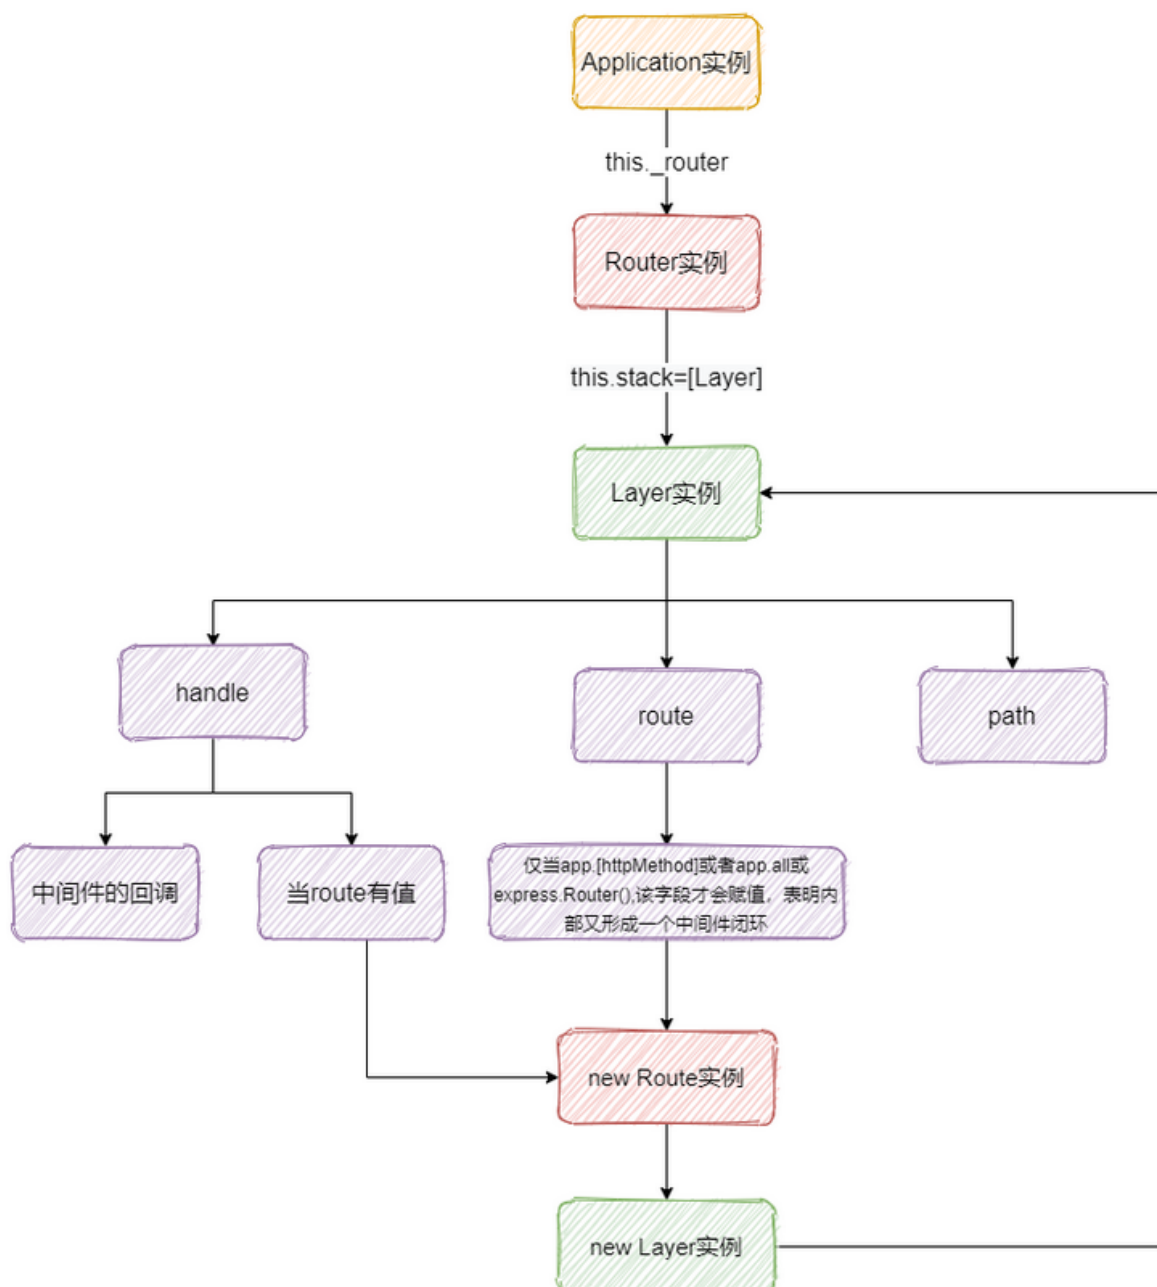 Application实例
this._router
Router实例
this.stack=[Layer]
Layer实例
handle
route
path
中间件的回调
当route有值
仅当app.[httpMethod]或者app.all或
express.Router(),该字段才会赋值，表明内
部又形成一个中间件闭环
new Route实例
new Layer实例